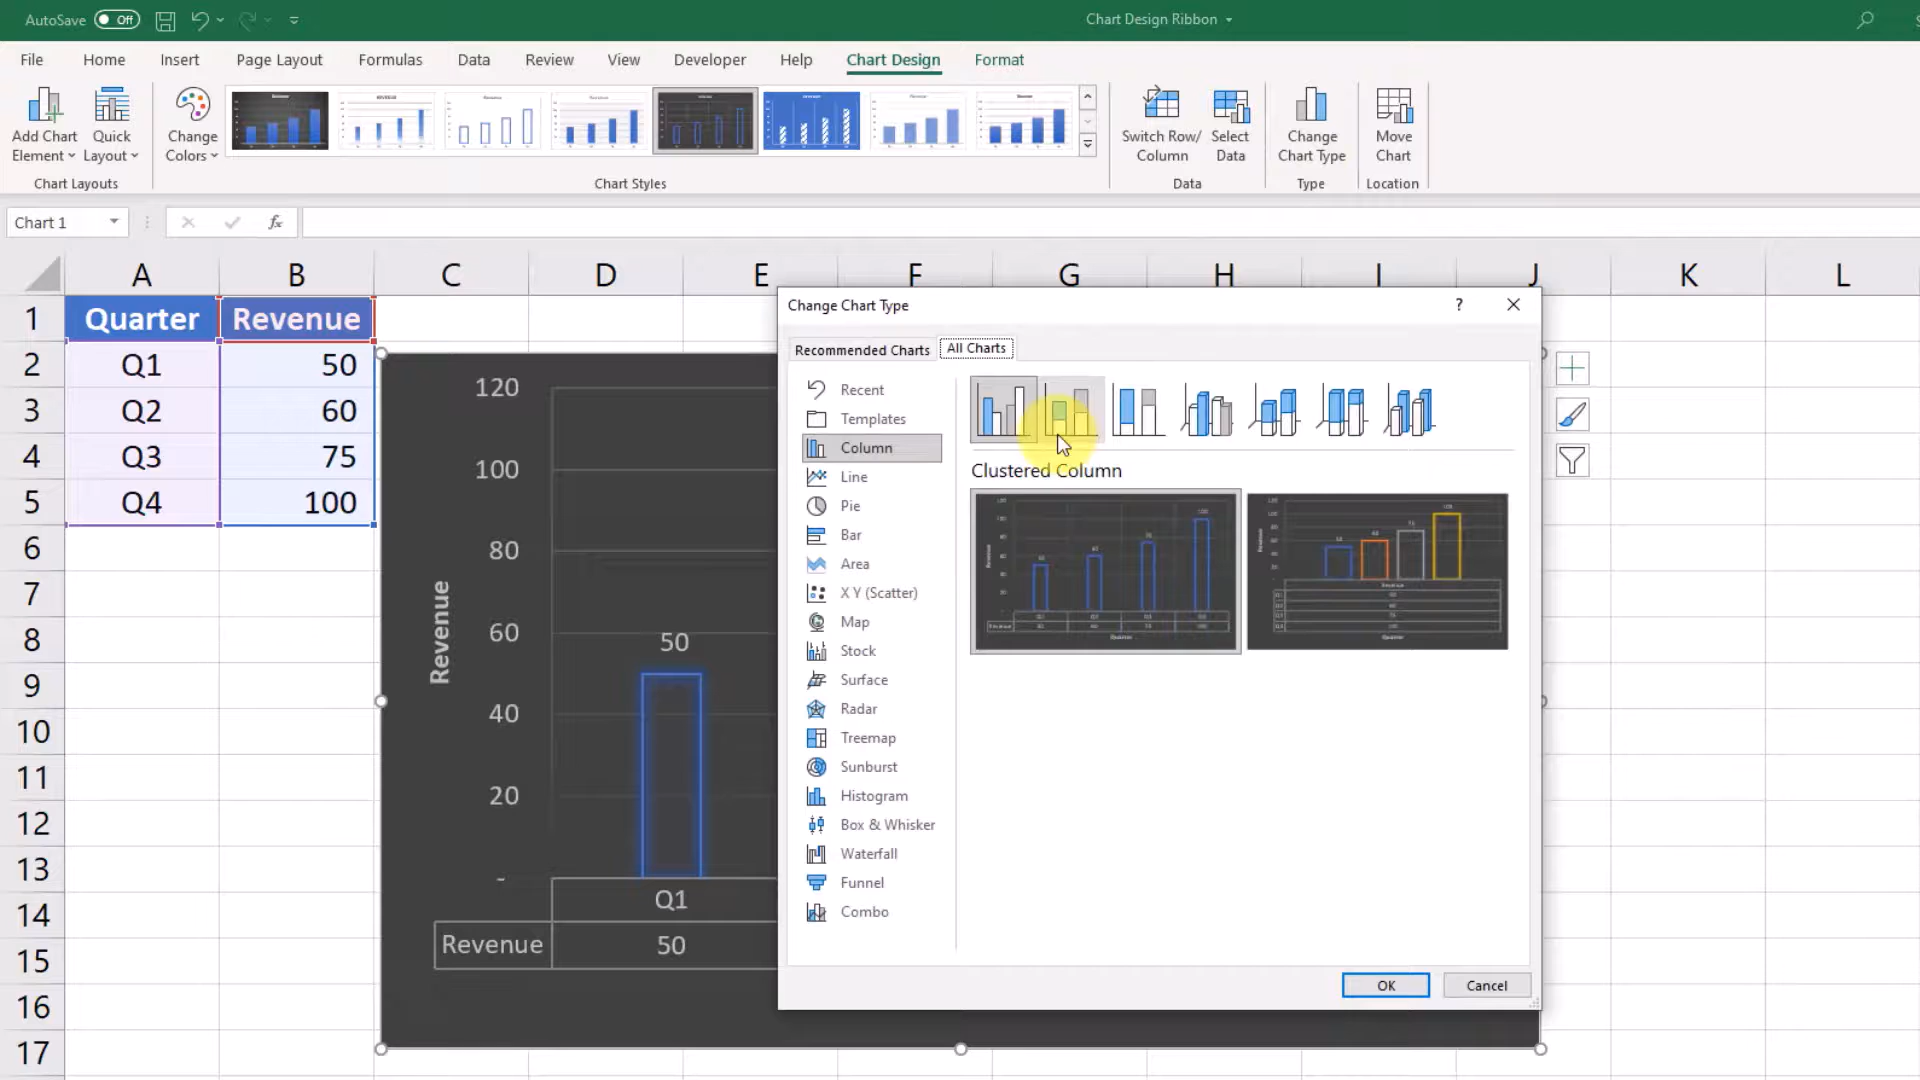 AutoSave Off Chart Design Ribbon
File Home Insert Page Layout Formulas Data Review View Developer Help Chart Design Format
Add Chart Element
Quick Layout
Change Colors
Switch Row/ Column
Select Data
Change Chart Type
Move Chart
Chart Layouts Chart Styles Data Type Location
Chart 1 fx
A B C D E F G H I J K L
1 Quarter Revenue
2 Q1 50
3 Q2 60
4 Q3 75
5 Q4 100
6
7
8
9
10
11
12
13
14
15
16
17
120
100
80
60
40
20
-
Revenue
50
Q1
Revenue 50
Change Chart Type ?
Recommended Charts All Charts
Recent
Templates
Column
Line
Pie
Bar
Area
X Y (Scatter)
Map
Stock
Surface
Radar
Treemap
Sunburst
Histogram
Box & Whisker
Waterfall
Funnel
Combo
Clustered Column
OK Cancel